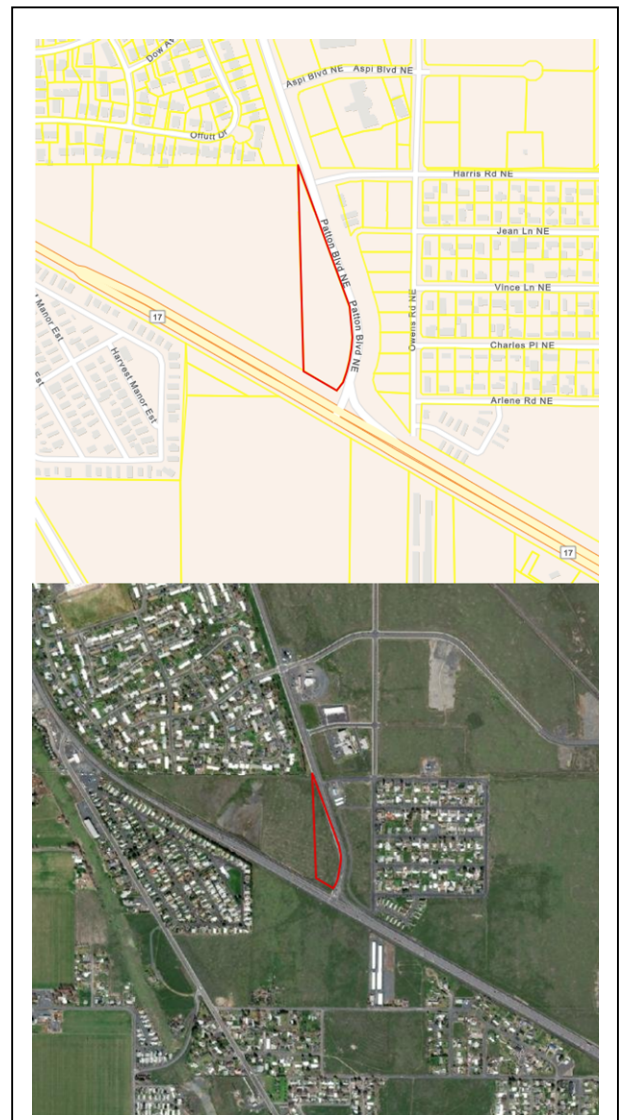 Dow A
Aspi Blvd NE
Aspi Blvd NE
Offutt Dr
Harris Rd NE
Patton Blvd NE
Jean Ln NE
Vince Ln NE
Owens Rd NE
Patton Blvd NE
17
Manor Est
Harvest Manor Est
Charles Pl NE
Est
Arlene Rd NE
17